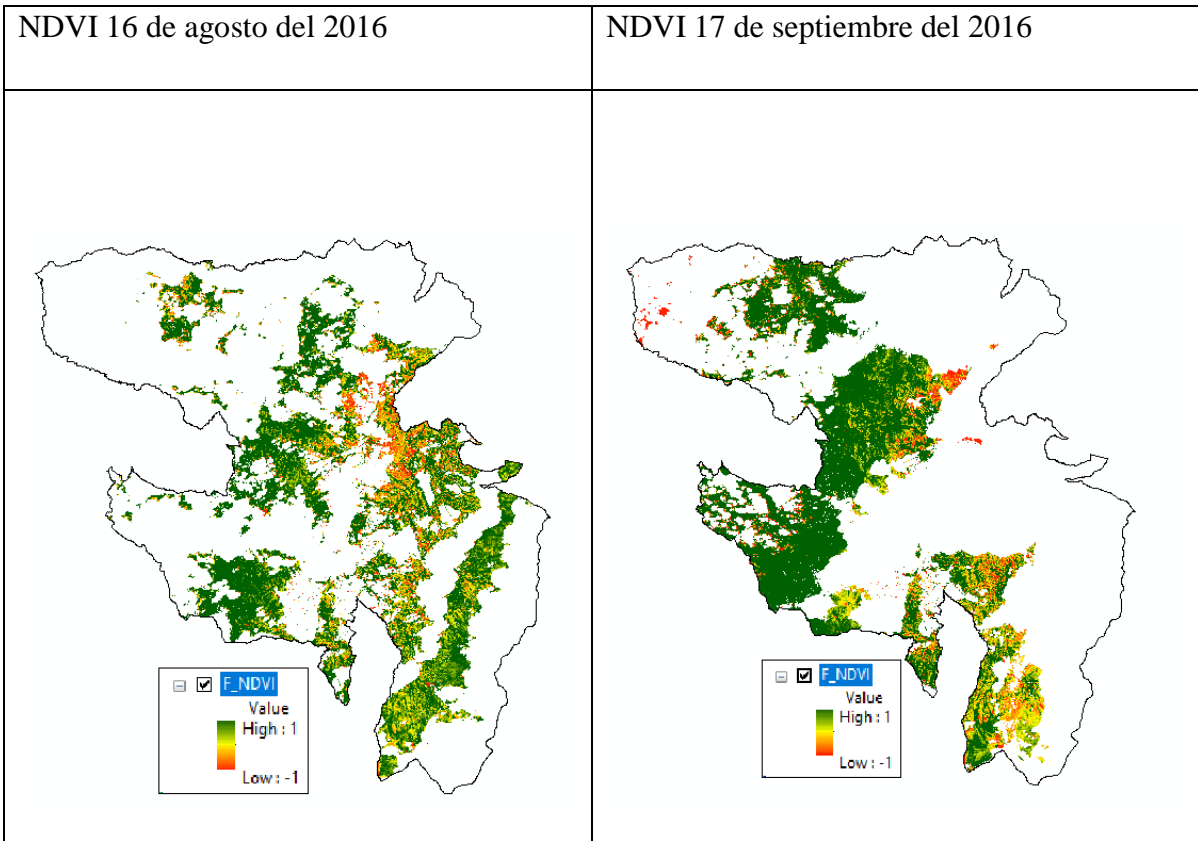 NDVI 16 de agosto del 2016
NDVI 17 de septiembre del 2016
F_NDVI
Value
High : 1
Low : -1
F_NDVI
Value
High : 1
Low : -1